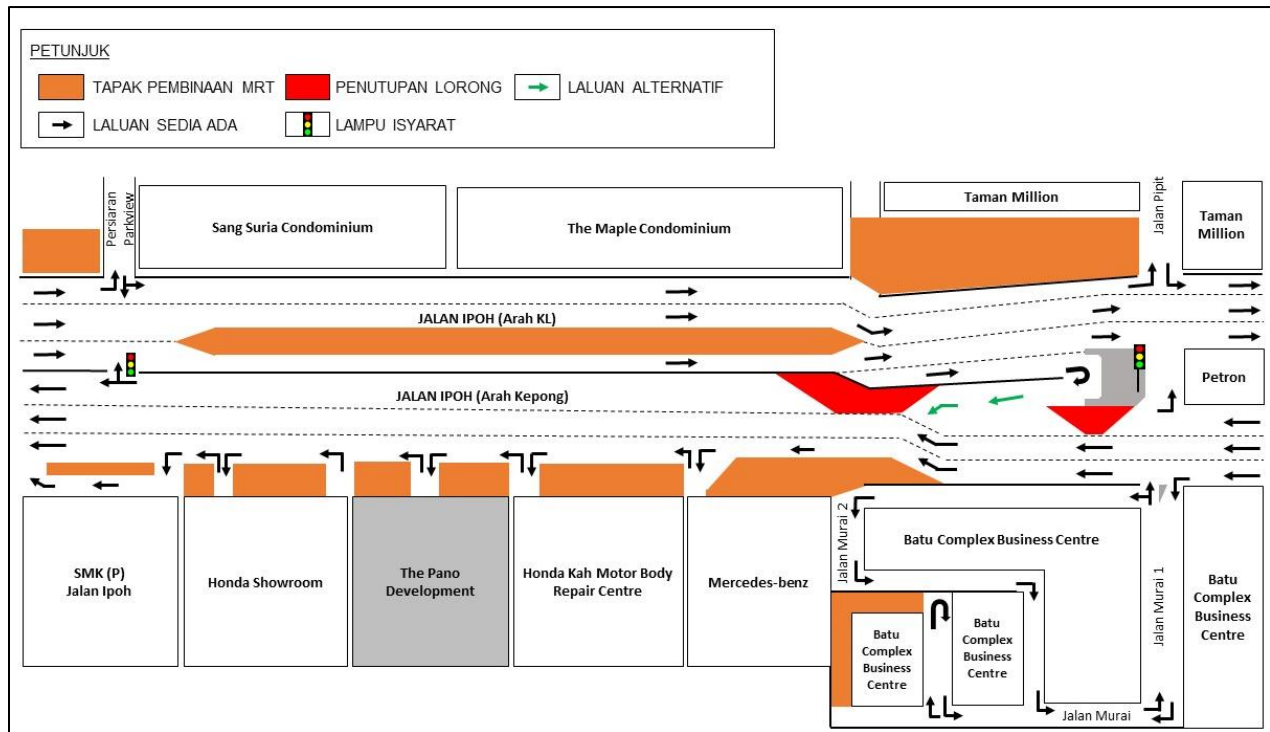 PETUNJUK
TAPAK PEMBINAAN MRT
PENUTUPAN LORONG
LALUAN ALTERNATIF
LALUAN SEDIA ADA
LAMPU ISYARAT
Persiaran
Parkview
Sang Suria Condominium
The Maple Condominium
Taman Million
Jalan Pipit
Taman
Million
JALAN IPOH (Arah KL)
JALAN IPOH (Arah Kepong)
Petron
SMK (P)
Jalan Ipoh
Honda Showroom
The Pano
Development
Honda Kah Motor Body
Repair Centre
Mercedes-benz
Jalan Murai 2
Batu Complex Business Centre
Jalan Murai 1
Batu
Complex
Business
Centre
Batu
Complex
Business
Centre
Batu
Complex
Business
Centre
Jalan Murai